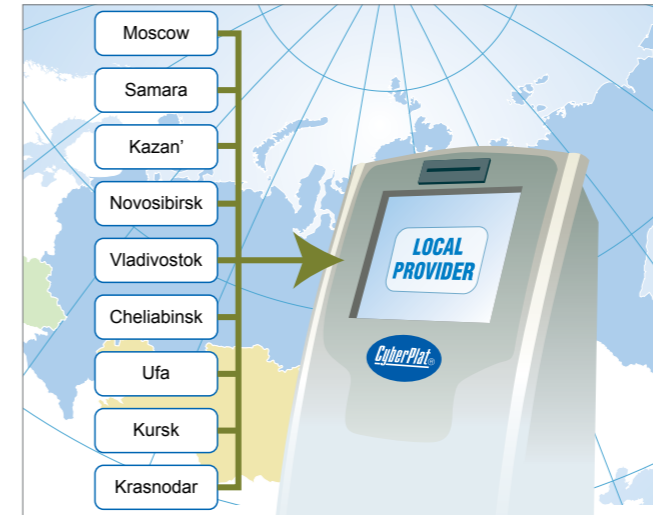 Moscow
Samara
Kazan'
Novosibirsk
Vladivostok
Cheliabinsk
Ufa
Kursk
Krasnodar
LOCAL
PROVIDER
CyberPlat®